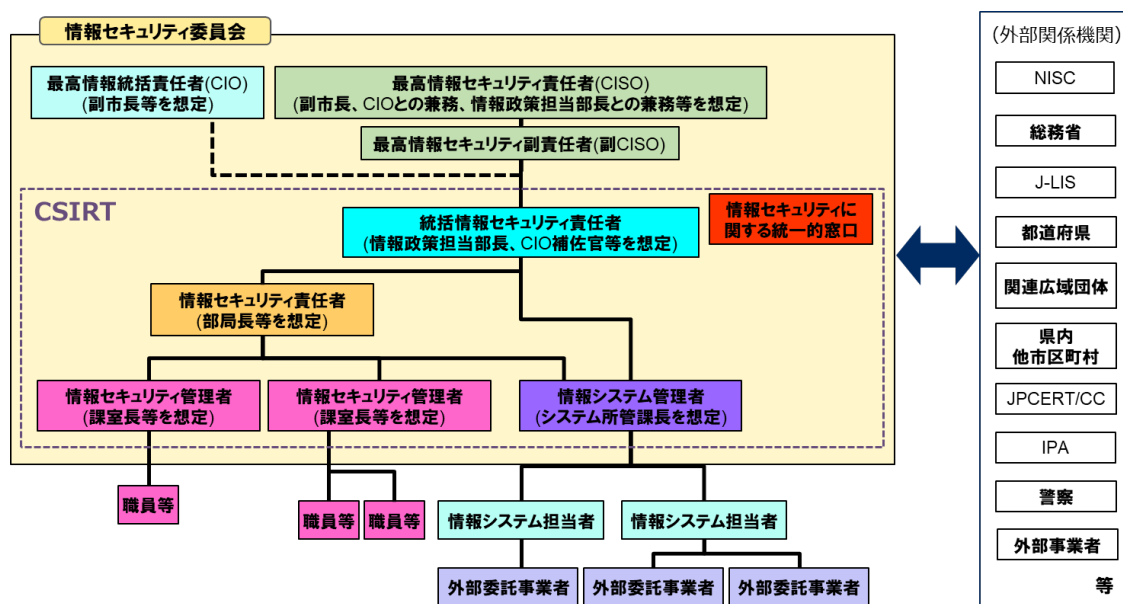 情報セキュリティ委員会
最高情報統括責任者(CIO)
(副市長等を想定)
最高情報セキュリティ責任者(CISO)
(副市長、CIOとの兼務、情報政策担当部長との兼務等を想定)
最高情報セキュリティ副責任者(副CISO)
CSIRT
統括情報セキュリティ責任者
(情報政策担当部長、CIO補佐官等を想定)
情報セキュリティに
関する統一的窓口
情報セキュリティ責任者
(部局長等を想定)
情報セキュリティ管理者
(課室長等を想定)
情報セキュリティ管理者
(課室長等を想定)
情報システム管理者
(システム所管課長を想定)
職員等
職員等
職員等
情報システム担当者
情報システム担当者
外部委託事業者
外部委託事業者
外部委託事業者
(外部関係機関)
NISC
総務省
J-LIS
都道府県
関連広域団体
県内
他市区町村
JPCERT/CC
IPA
警察
外部事業者
等